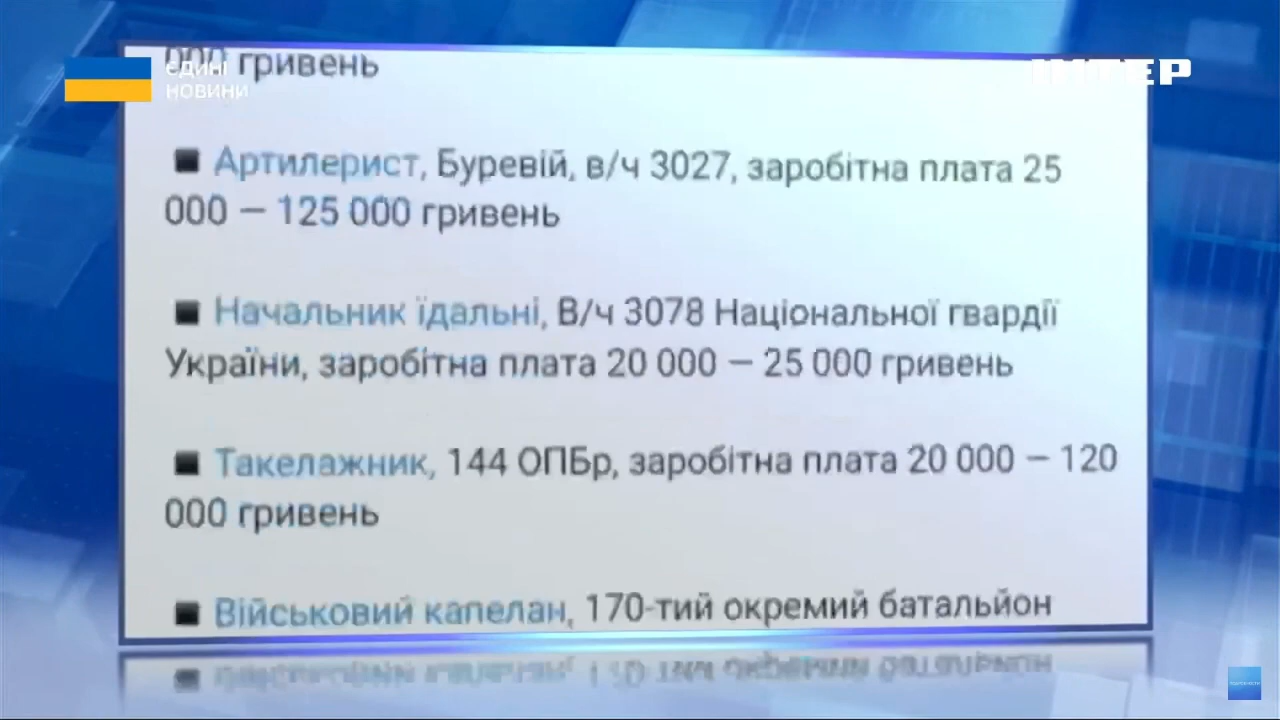 000 гривень
ЄДИНІ
НОВИНИ
ІНТЕР
■ Артилерист, Буревій, в/ч 3027, заробітна плата 25
000 — 125 000 гривень
■ Начальник їдальні, В/ч 3078 Національної гвардії
України, заробітна плата 20 000 — 25 000 гривень
■ Такелажник, 144 ОПБр, заробітна плата 20 000 — 120
000 гривень
■ Військовий капелан, 170-тий окремий батальйон